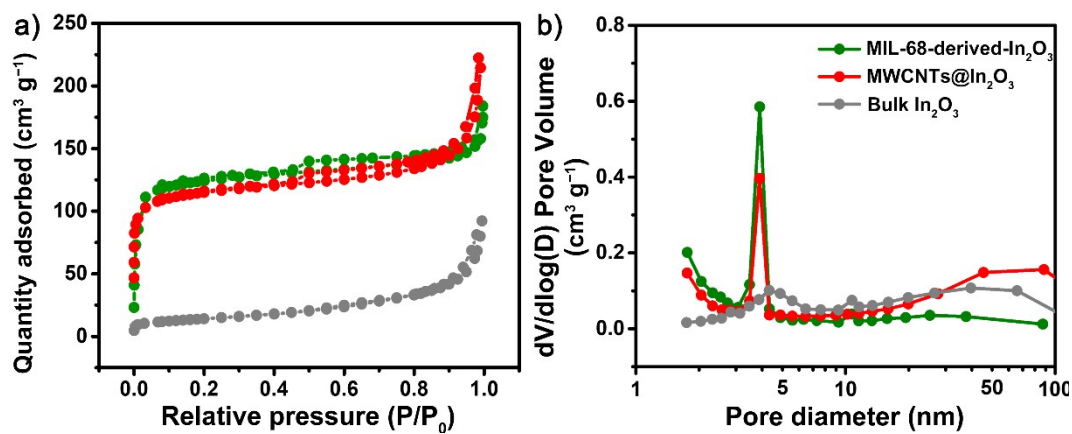 a)
250
200
150
100
50
0
Quantity adsorbed (cm³ g⁻¹)
0.0 0.2 0.4 0.6 0.8 1.0
Relative pressure (P/P₀)
b)
MIL-68-derived-In₂O₃
MWCNTs@In₂O₃
Bulk In₂O₃
0.8
0.6
0.4
0.2
0.0
dV/dlog(D) Pore Volume
(cm³ g⁻¹)
1 5 10 50 100
Pore diameter (nm)